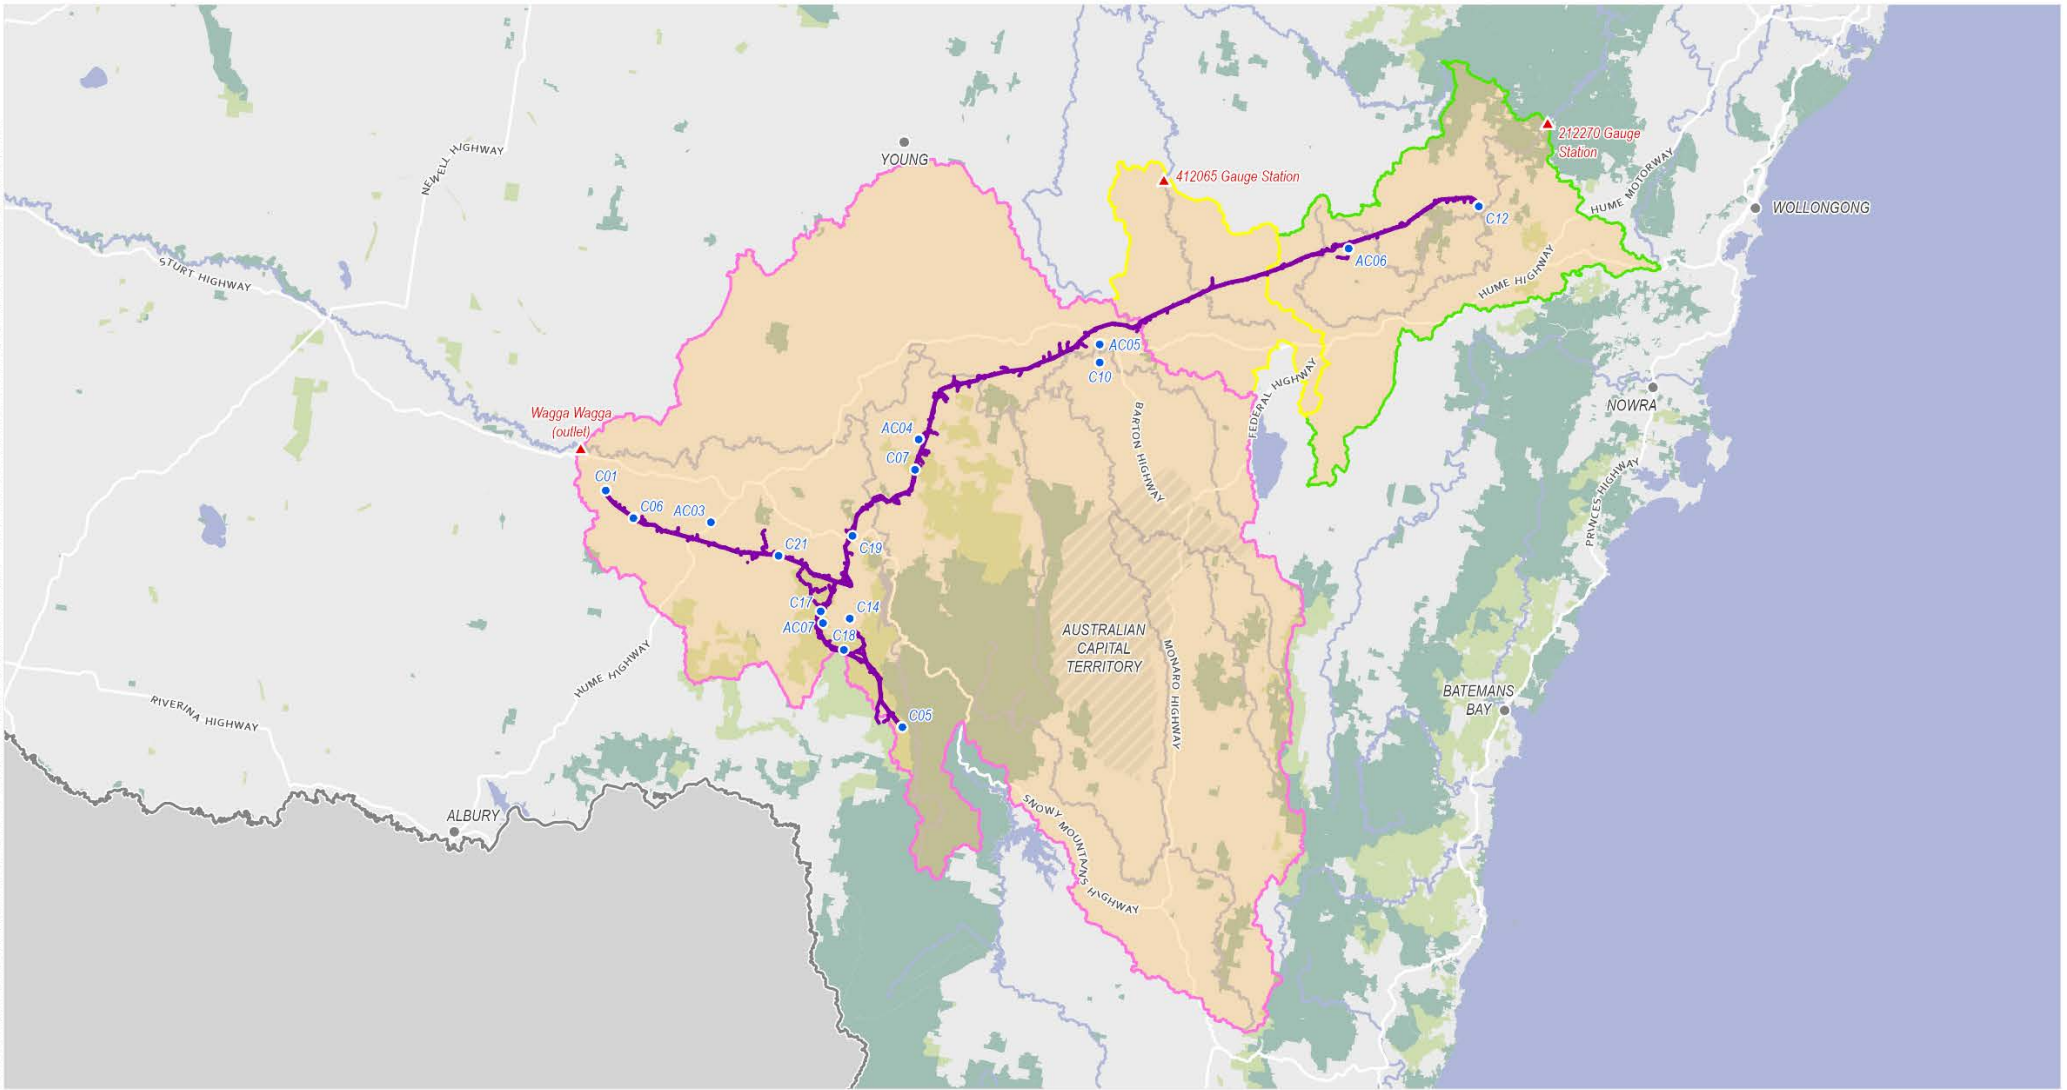 NEWELL HIGHWAY
YOUNG
412065 Gauge Station
212270 Gauge
Station
HUME MOTORWAY
WOLLONGONG
C12
AC06
HUME HIGHWAY
STURT HIGHWAY
AC05
C10
FEDERAL HIGHWAY
NOWRA
Wagga Wagga
(outlet)
AC04
BARTON HIGHWAY
C07
C01
C06
AC03
PRINCES HIGHWAY
C21
C19
C17
C14
AC07
C18
AUSTRALIAN
CAPITAL
TERRITORY
MONARO HIGHWAY
HUME HIGHWAY
RIVERINA HIGHWAY
BATEMANS
BAY
C05
ALBURY
SNOWY MOUNTAINS HIGHWAY